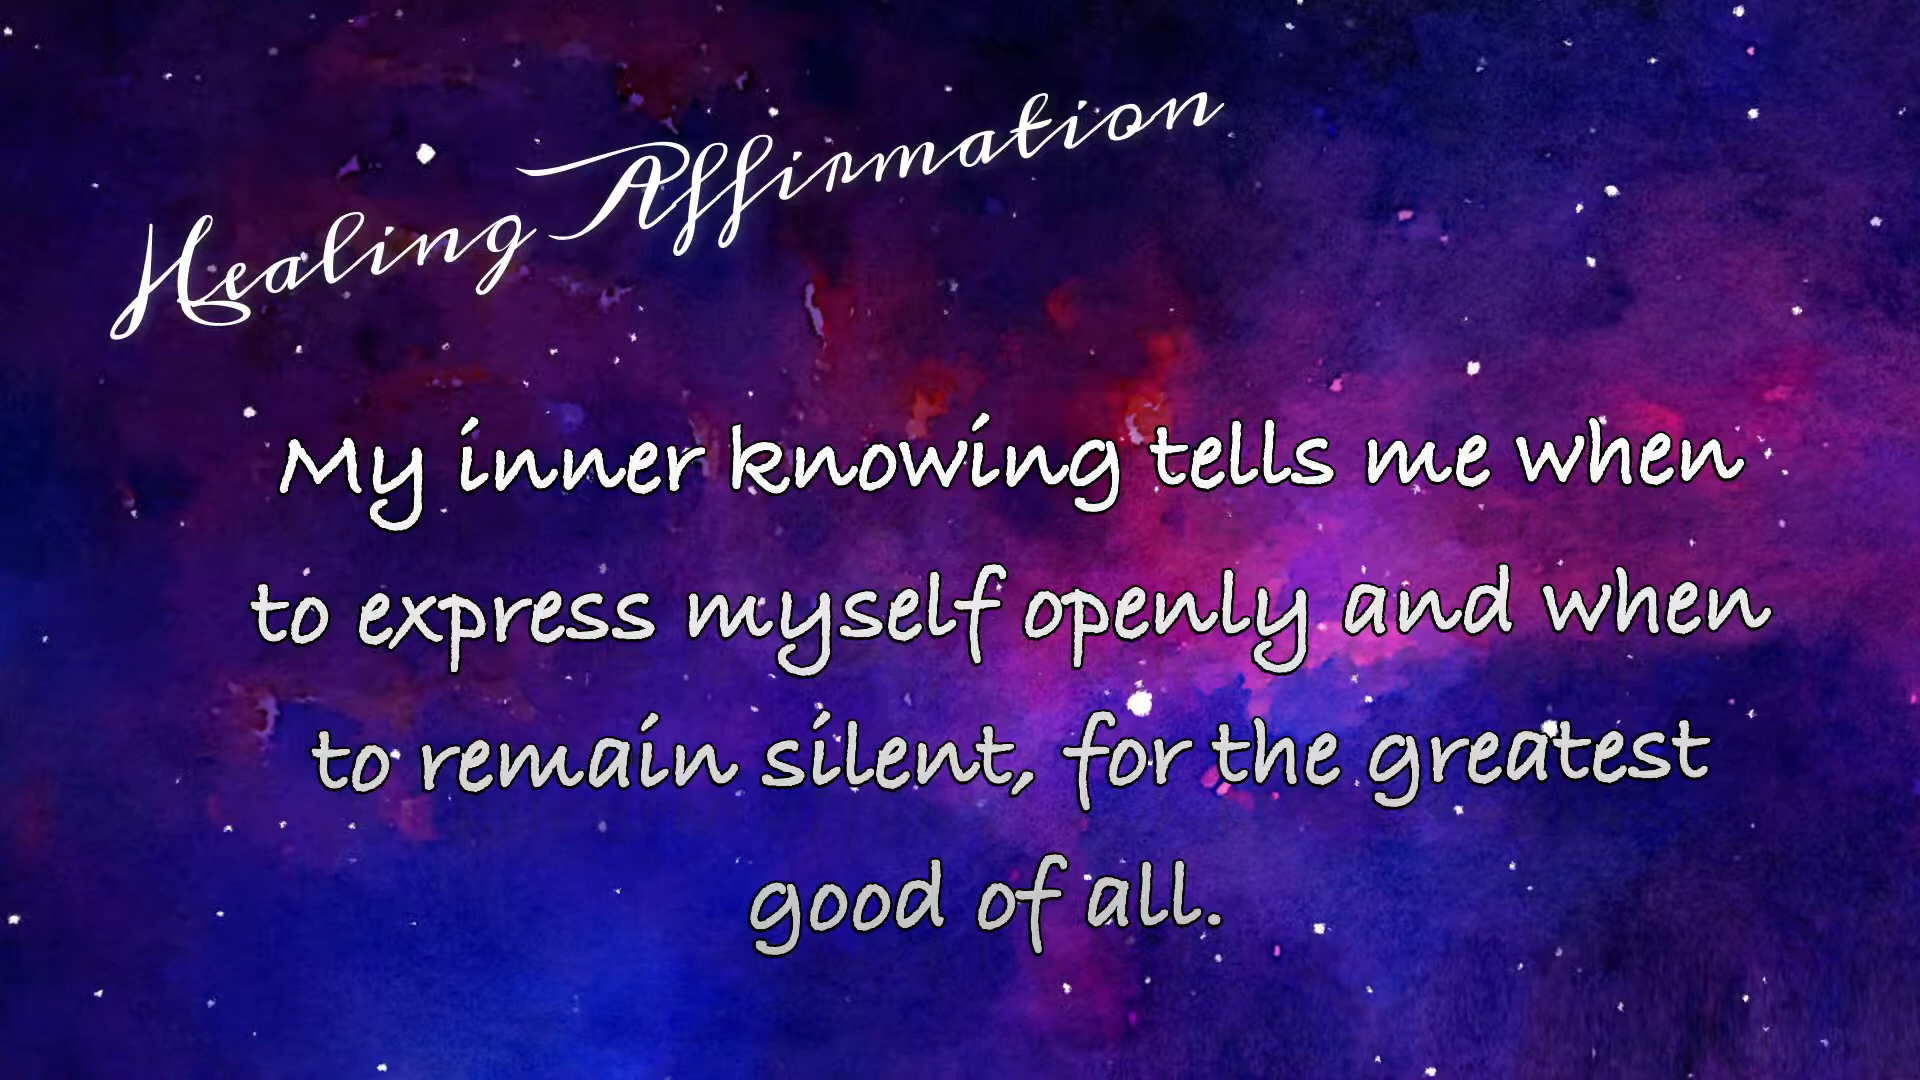 Healing Affirmation
My inner knowing tells me when
to express myself openly and when
to remain silent, for the greatest
good of all.